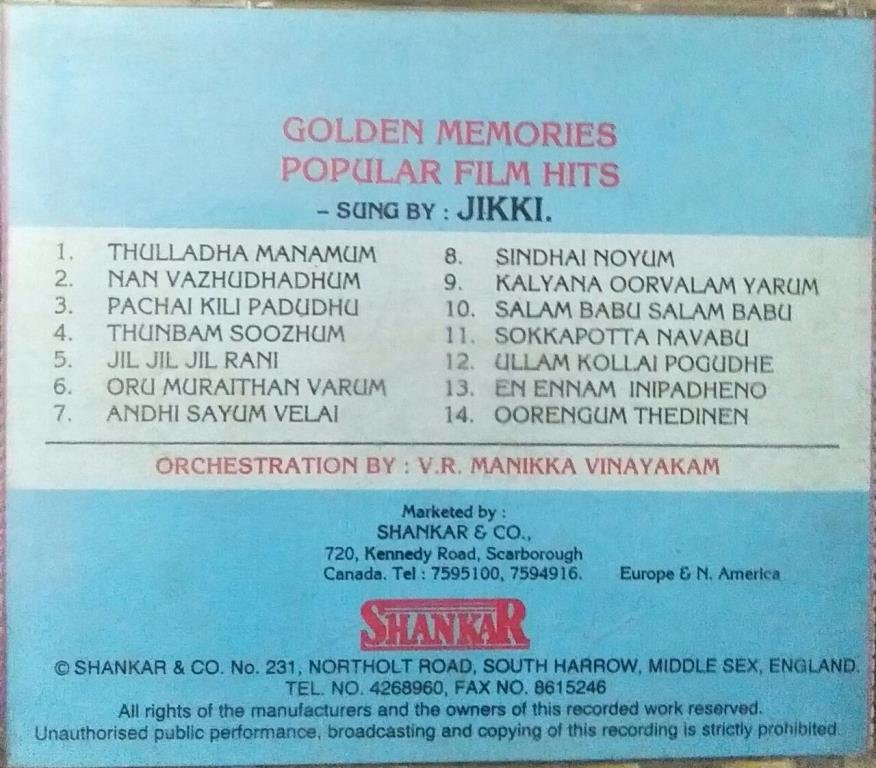 GOLDEN MEMORIES
POPULAR FILM HITS
– SUNG BY : JIKKI.
1. THULLADHA MANAMUM
2. NAN VAZHUDHADHUM
3. PACHAI KILI PADUDHU
4. THUNBAM SOOZHUM
5. JIL JIL JIL RANI
6. ORU MURAITHAN VARUM
7. ANDHI SAYUM VELAI
8. SINDHAI NOYUM
9. KALYANA OORVALAM YARUM
10. SALAM BABU SALAM BABU
11. SOKKAPOTTA NAVABU
12. ULLAM KOLLAI POGUDHE
13. EN ENNAM INIPADHENO
14. OORENGUM THEDINEN
ORCHESTRATION BY : V.R. MANIKKA VINAYAKAM
Marketed by :
SHANKAR & CO.,
720, Kennedy Road, Scarborough
Canada. Tel : 7595100, 7594916. Europe & N. America
SHANKAR
© SHANKAR & CO. No. 231, NORTHOLT ROAD, SOUTH HARROW, MIDDLE SEX, ENGLAND.
TEL. NO. 4268960, FAX NO. 8615246
All rights of the manufacturers and the owners of this recorded work reserved.
Unauthorised public performance, broadcasting and copying of this recording is strictly prohibited.